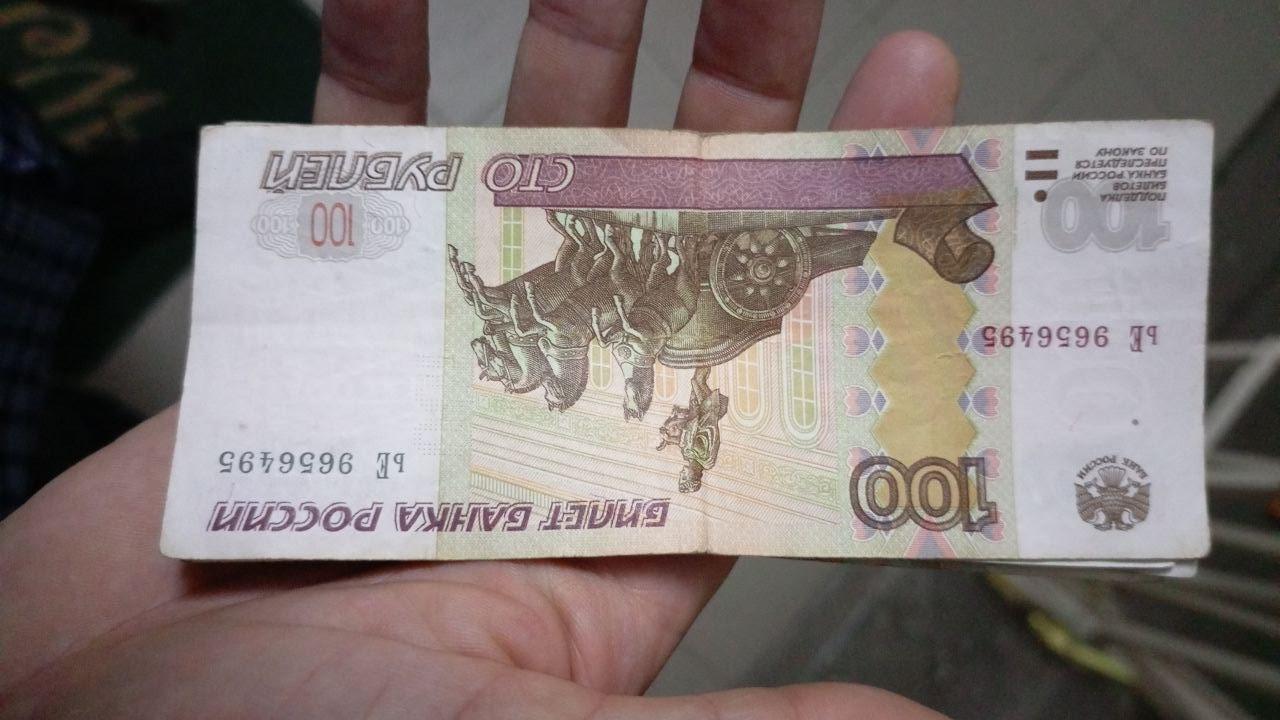 БАНК РОССИИ
100
БИЛЕТ БАНКА РОССИИ
ьЕ 9656495
ьЕ 9656495
100
ПОДДЕЛКА
БИЛЕТОВ
БАНКА РОССИИ
ПРЕСЛЕДУЕТСЯ
ПО ЗАКОНУ
100 100 100
СТО РУБЛЕЙ